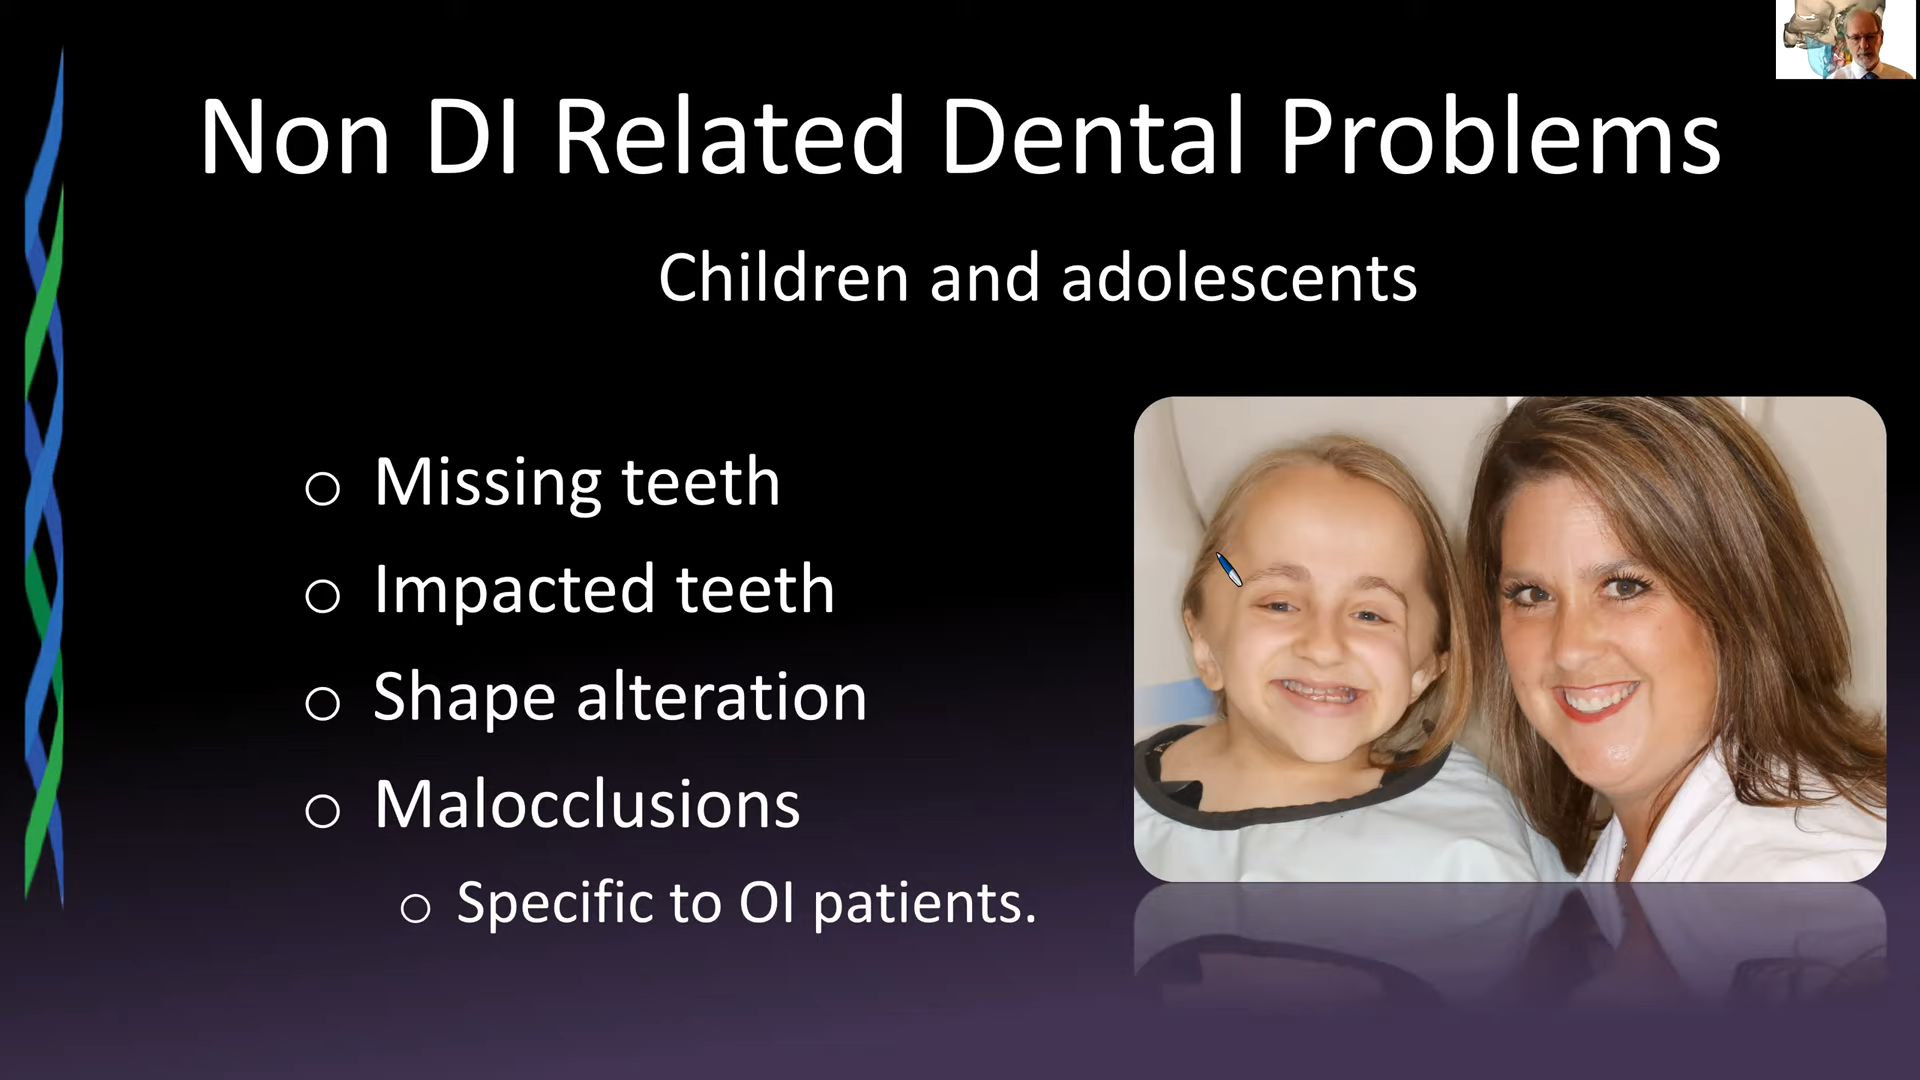 Non DI Related Dental Problems
Children and adolescents
Missing teeth
Impacted teeth
Shape alteration
Malocclusions
Specific to OI patients.